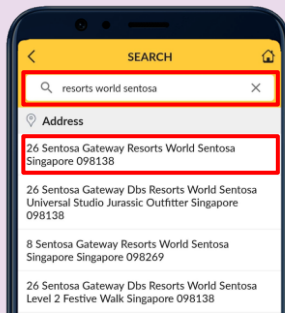 SEARCH
resorts world sentosa
Address
26 Sentosa Gateway Resorts World Sentosa
Singapore 098138
26 Sentosa Gateway Dbs Resorts World Sentosa
Universal Studio Jurassic Outfitter Singapore
098138
8 Sentosa Gateway Resorts World Sentosa
Singapore Singapore 098269
26 Sentosa Gateway Dbs Resorts World Sentosa
Level 2 Festive Walk Singapore 098138